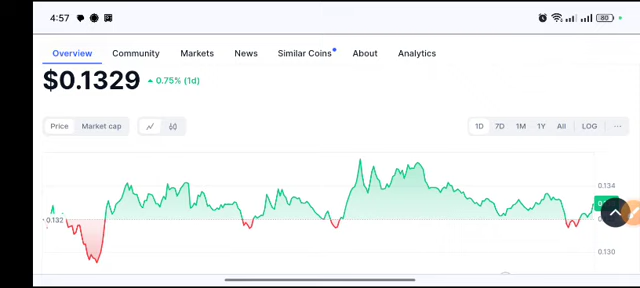 4:57
80
Overview Community Markets News Similar Coins About Analytics
$0.1329 0.75% (1d)
Price Market cap 1D 7D 1M 1Y All LOG ...
0.134
0.132
0.130